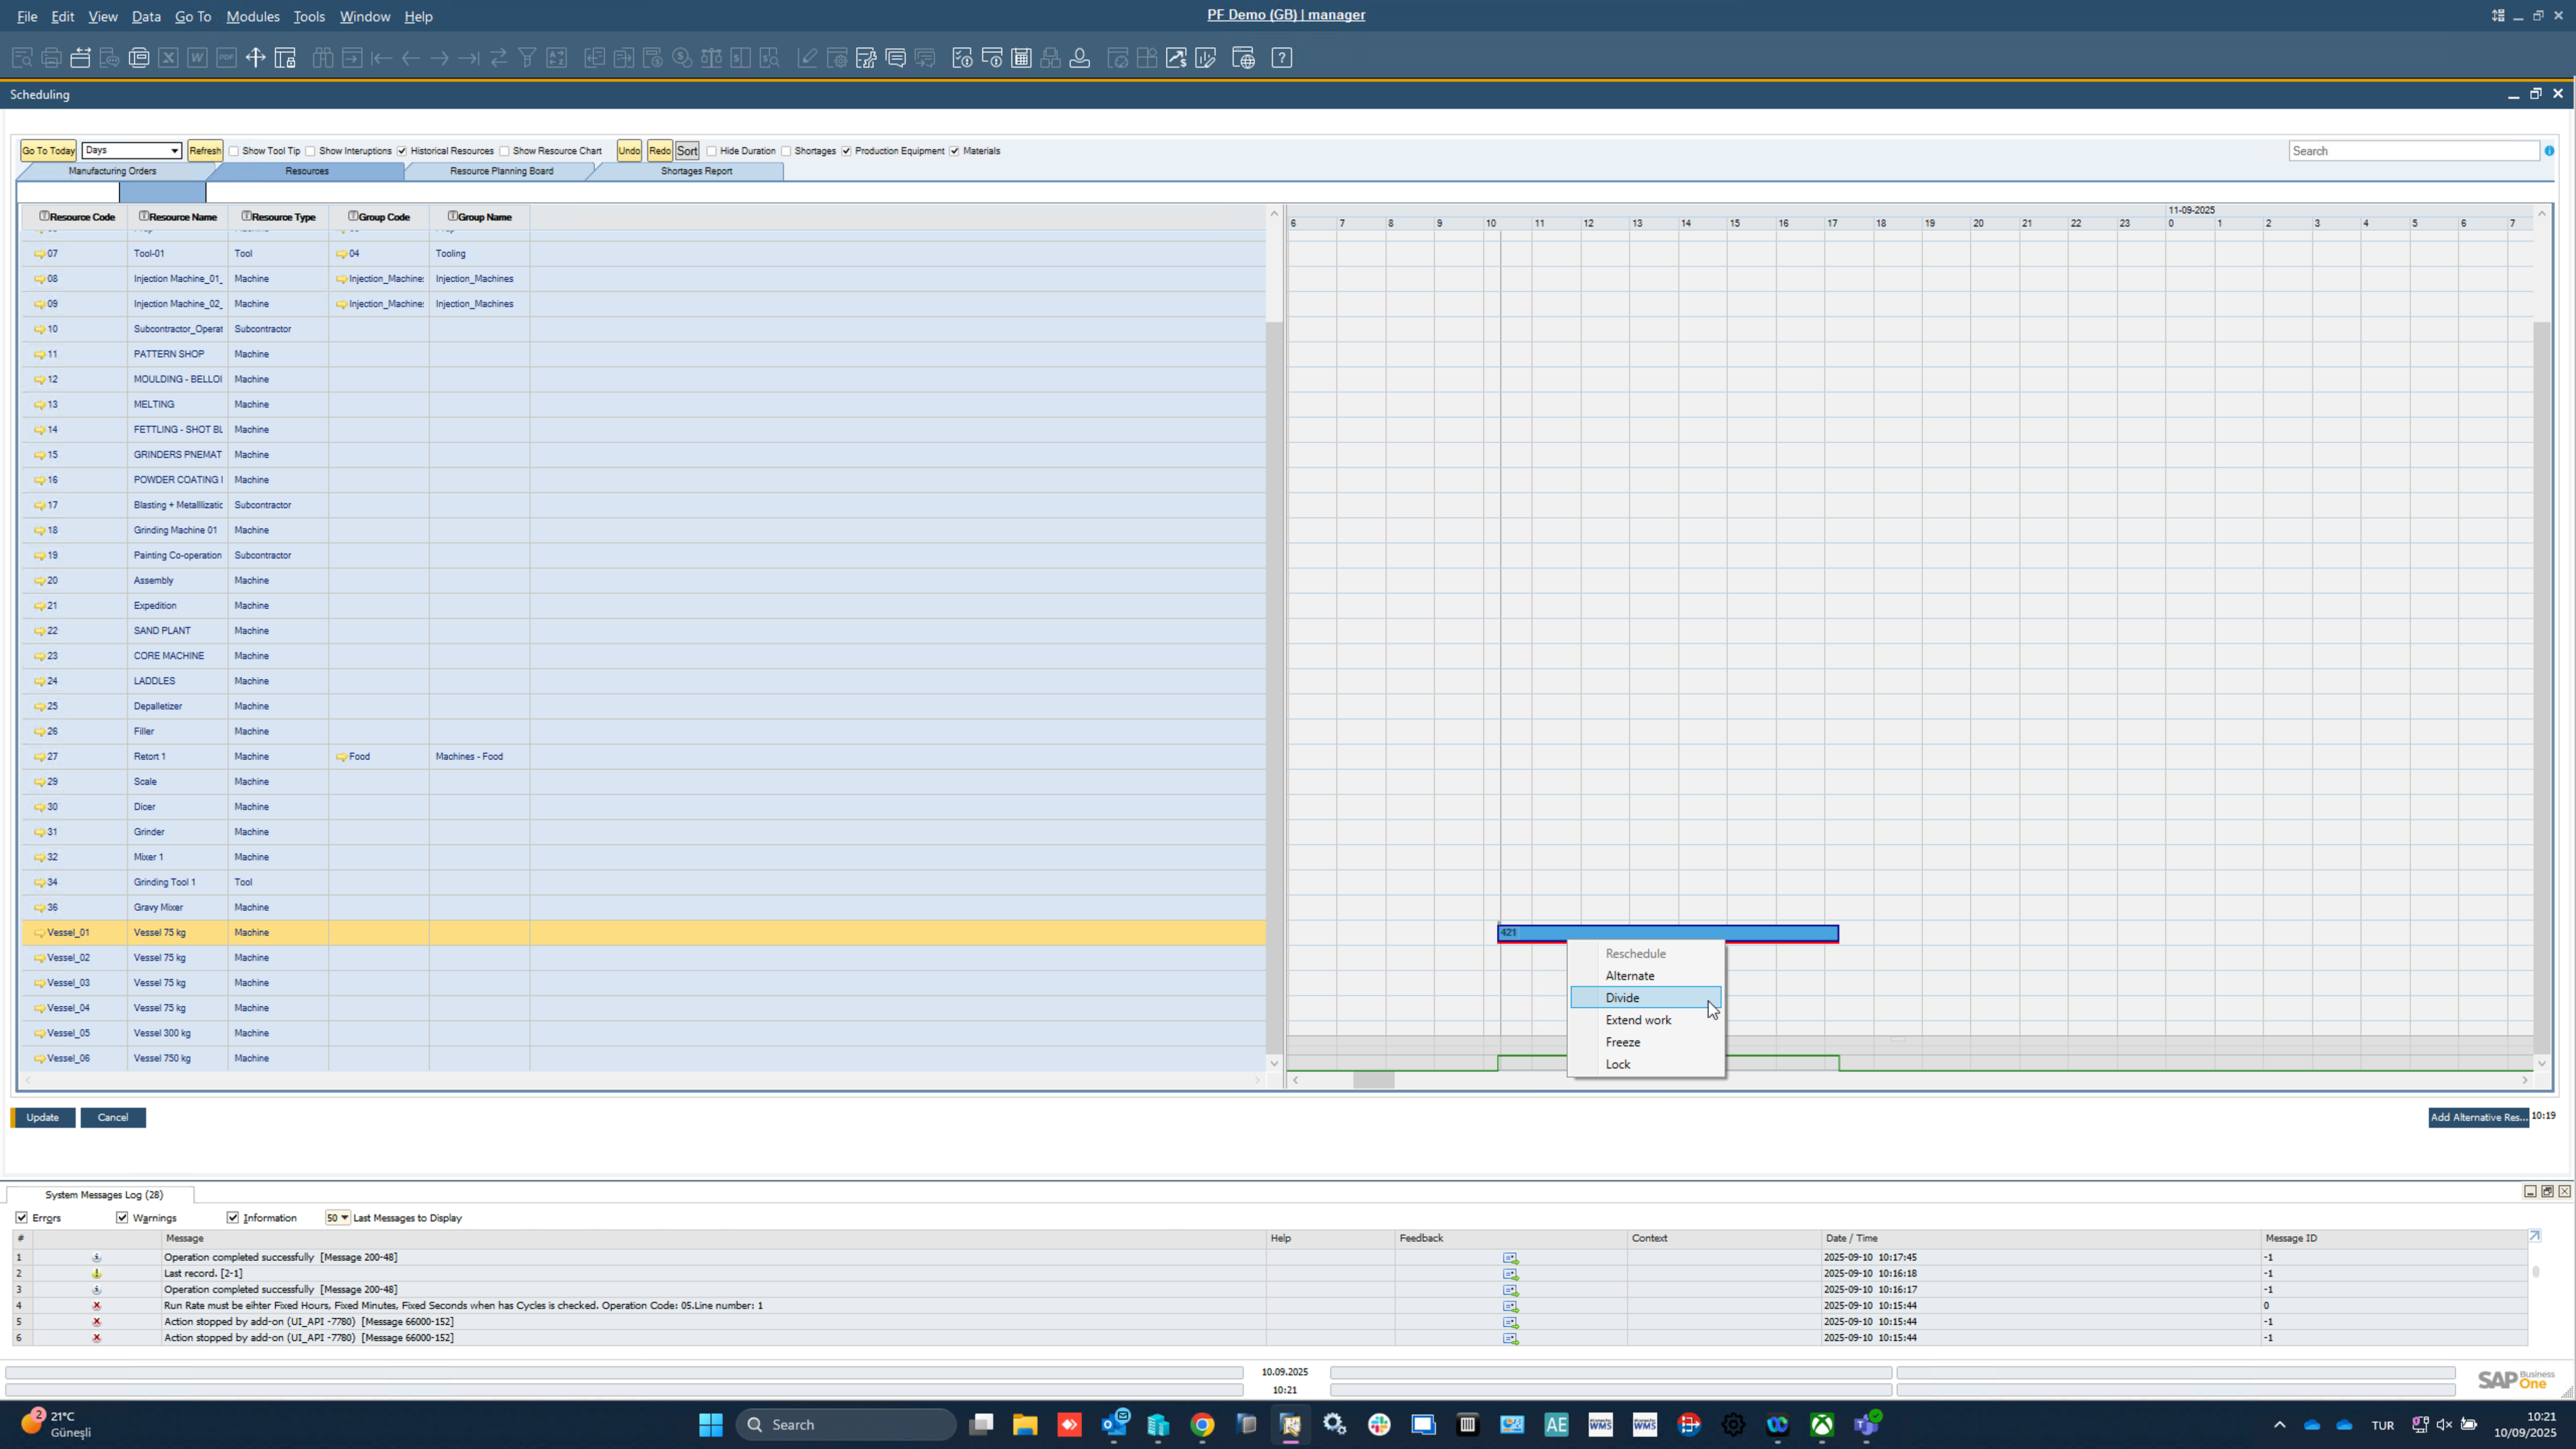 File Edit View Data Go To Modules Tools Window Help
PF Demo (GB) | manager
Scheduling
Go To Today Days Refresh Show Tool Tip Show Interuptions Historical Resources Show Resource Chart Undo Redo Sort Hide Duration Shortages Production Equipment Materials Search
Manufacturing Orders Resources Resource Planning Board Shortages Report
11-09-2025
Resource Code Resource Name Resource Type Group Code Group Name
6 7 8 9 10 11 12 13 14 15 16 17 18 19 20 21 22 23 0 1 2 3 4 5 6 7
07 Tool-01 Tool 04 Tooling
08 Injection Machine_01_ Machine Injection_Machine: Injection_Machines
09 Injection Machine_02_ Machine Injection_Machine: Injection_Machines
10 Subcontractor_Operat Subcontractor
11 PATTERN SHOP Machine
12 MOULDING - BELLOI Machine
13 MELTING Machine
14 FETTLING - SHOT BL Machine
15 GRINDERS PNEMAT Machine
16 POWDER COATING I Machine
17 Blasting + Metallizatic Subcontractor
18 Grinding Machine 01 Machine
19 Painting Co-operation Subcontractor
20 Assembly Machine
21 Expedition Machine
22 SAND PLANT Machine
23 CORE MACHINE Machine
24 LADDLES Machine
25 Depalletizer Machine
26 Filler Machine
27 Retort 1 Machine Food Machines - Food
29 Scale Machine
30 Dicer Machine
31 Grinder Machine
32 Mixer 1 Machine
34 Grinding Tool 1 Tool
36 Gravy Mixer Machine
Vessel_01 Vessel 75 kg Machine 421
Vessel_02 Vessel 75 kg Machine
Vessel_03 Vessel 75 kg Machine
Vessel_04 Vessel 75 kg Machine
Vessel_05 Vessel 300 kg Machine
Vessel_06 Vessel 750 kg Machine
Reschedule
Alternate
Divide
Extend work
Freeze
Lock
Update Cancel Add Alternative Res... 10:19
System Messages Log (28)
Errors Warnings Information 50 Last Messages to Display
# Message Help Feedback Context Date / Time Message ID
1 Operation completed successfully [Message 200-48] 2025-09-10 10:17:45 -1
2 Last record. [2-1] 2025-09-10 10:16:18 -1
3 Operation completed successfully [Message 200-48] 2025-09-10 10:16:17 -1
4 Run Rate must be eihter Fixed Hours, Fixed Minutes, Fixed Seconds when has Cycles is checked. Operation Code: 05.Line number: 1 2025-09-10 10:15:44 0
5 Action stopped by add-on (UI_API -7780) [Message 66000-152] 2025-09-10 10:15:44 -1
6 Action stopped by add-on (UI_API -7780) [Message 66000-152] 2025-09-10 10:15:44 -1
10.09.2025
10:21
SAP Business One
2 21°C
Güneşli
Search
AE WMS WMS
TUR
10:21
10/09/2025